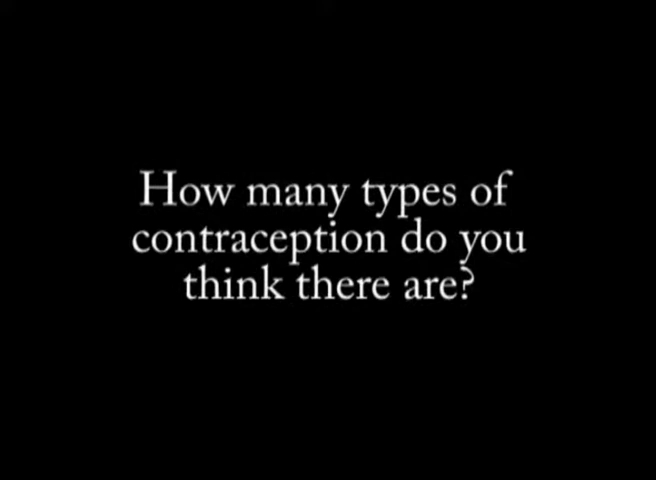 How many types of
contraception do you
think there are?